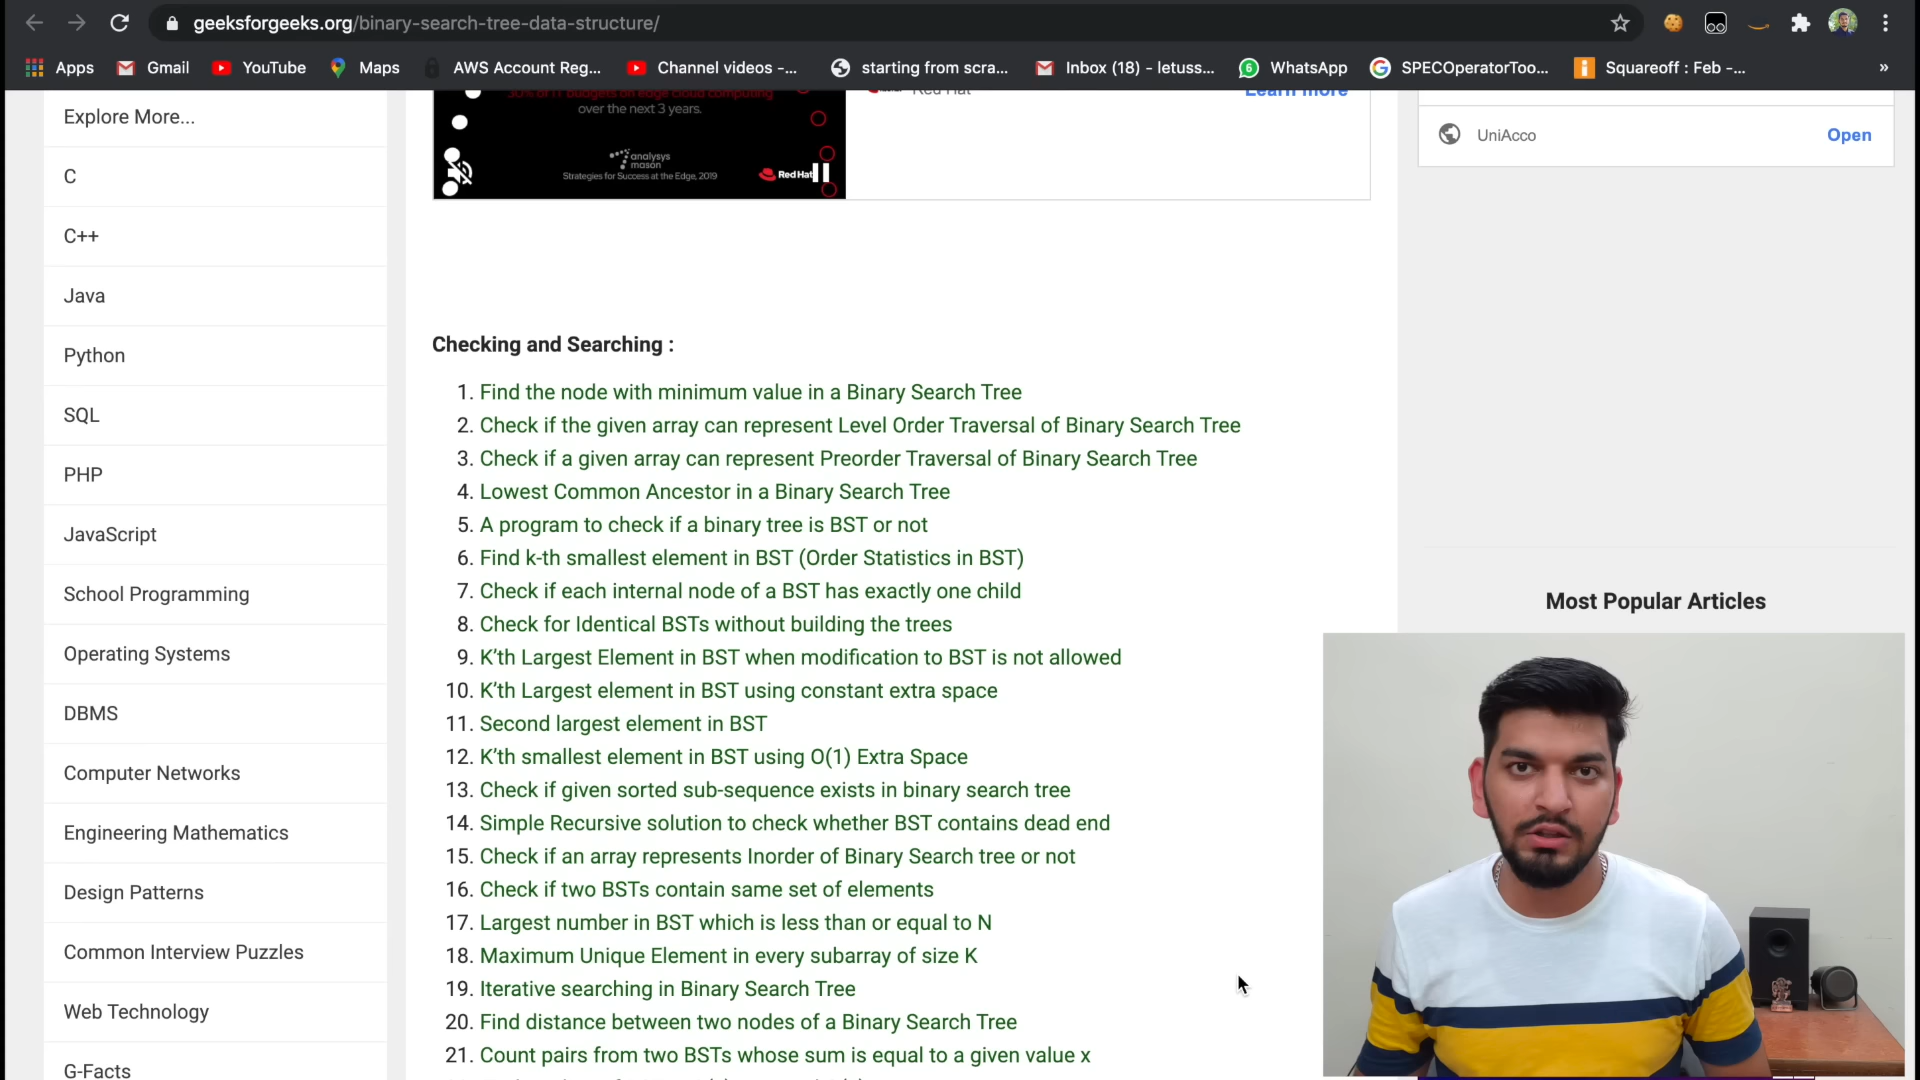 geeksforgeeks.org/binary-search-tree-data-structure/
Apps
Gmail
YouTube
Maps
AWS Account Reg...
Channel videos -...
starting from scra...
Inbox (18) - letuss...
6
WhatsApp
SPECOperatorToo...
Squareoff : Feb -...
»
Explore More...
C
C++
Java
Python
SQL
PHP
JavaScript
School Programming
Operating Systems
DBMS
Computer Networks
Engineering Mathematics
Design Patterns
Common Interview Puzzles
Web Technology
G-Facts
30% of IT budgets on edge cloud computing
over the next 3 years.
analysys
mason
Strategies for Success at the Edge, 2019
Red Hat
Red Hat
Learn more
Checking and Searching :
1. Find the node with minimum value in a Binary Search Tree
2. Check if the given array can represent Level Order Traversal of Binary Search Tree
3. Check if a given array can represent Preorder Traversal of Binary Search Tree
4. Lowest Common Ancestor in a Binary Search Tree
5. A program to check if a binary tree is BST or not
6. Find k-th smallest element in BST (Order Statistics in BST)
7. Check if each internal node of a BST has exactly one child
8. Check for Identical BSTs without building the trees
9. K’th Largest Element in BST when modification to BST is not allowed
10. K’th Largest element in BST using constant extra space
11. Second largest element in BST
12. K’th smallest element in BST using O(1) Extra Space
13. Check if given sorted sub-sequence exists in binary search tree
14. Simple Recursive solution to check whether BST contains dead end
15. Check if an array represents Inorder of Binary Search tree or not
16. Check if two BSTs contain same set of elements
17. Largest number in BST which is less than or equal to N
18. Maximum Unique Element in every subarray of size K
19. Iterative searching in Binary Search Tree
20. Find distance between two nodes of a Binary Search Tree
21. Count pairs from two BSTs whose sum is equal to a given value x
UniAcco
Open
Most Popular Articles